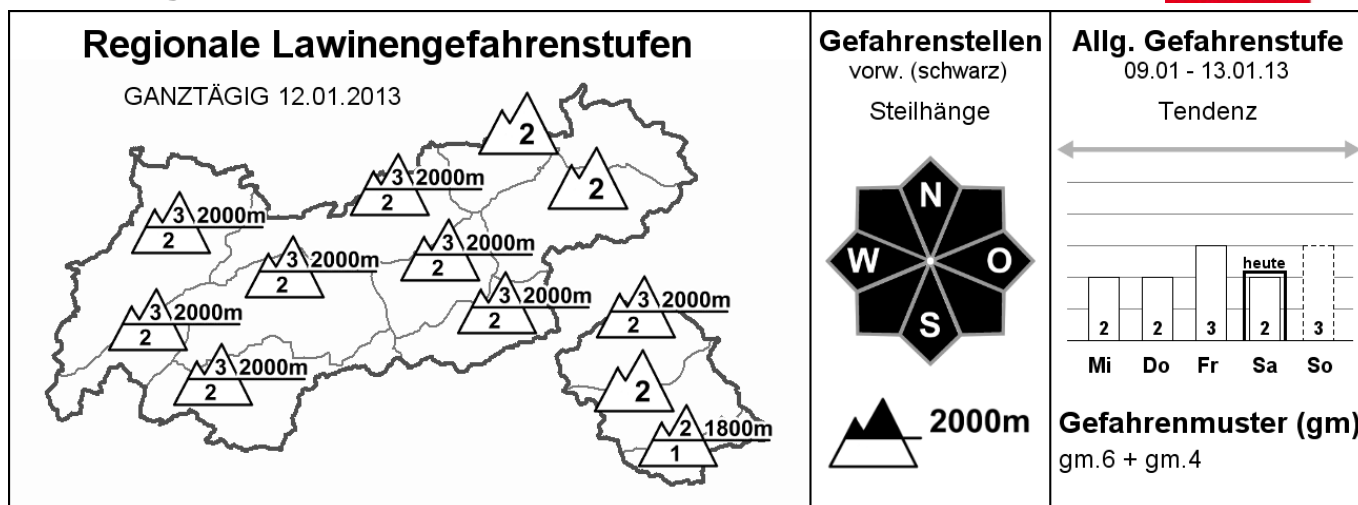 Regionale Lawinengefahrenstufen
GANZTÄGIG 12.01.2013
2
2
3 2000m
2
3 2000m
2
3 2000m
2
3 2000m
2
3 2000m
2
3 2000m
2
3 2000m
2
3 2000m
2
2
2 1800m
1
Gefahrenstellen
vorw. (schwarz)
Steilhänge
N
W O
S
2000m
Allg. Gefahrenstufe
09.01 - 13.01.13
Tendenz
heute
2 2 3 2 3
Mi Do Fr Sa So
Gefahrenmuster (gm)
gm.6 + gm.4